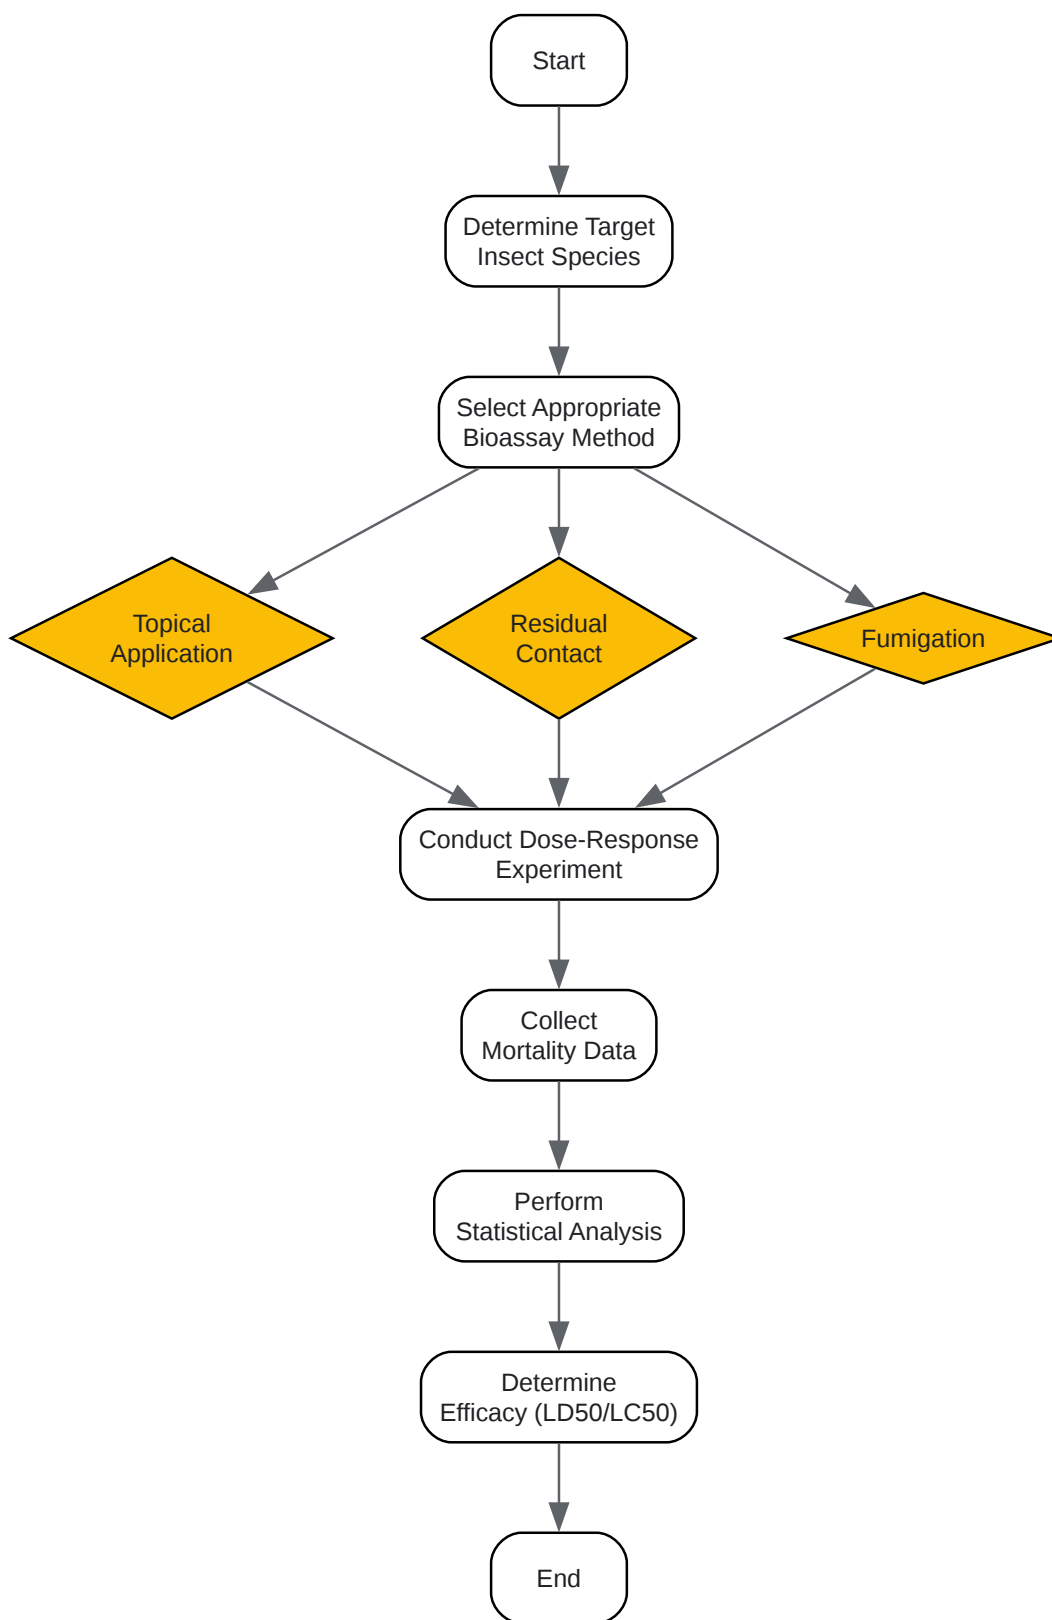 Start
Determine Target
Insect Species
Select Appropriate
Bioassay Method
Topical
Application
Residual
Contact
Fumigation
Conduct Dose-Response
Experiment
Collect
Mortality Data
Perform
Statistical Analysis
Determine
Efficacy (LD50/LC50)
End